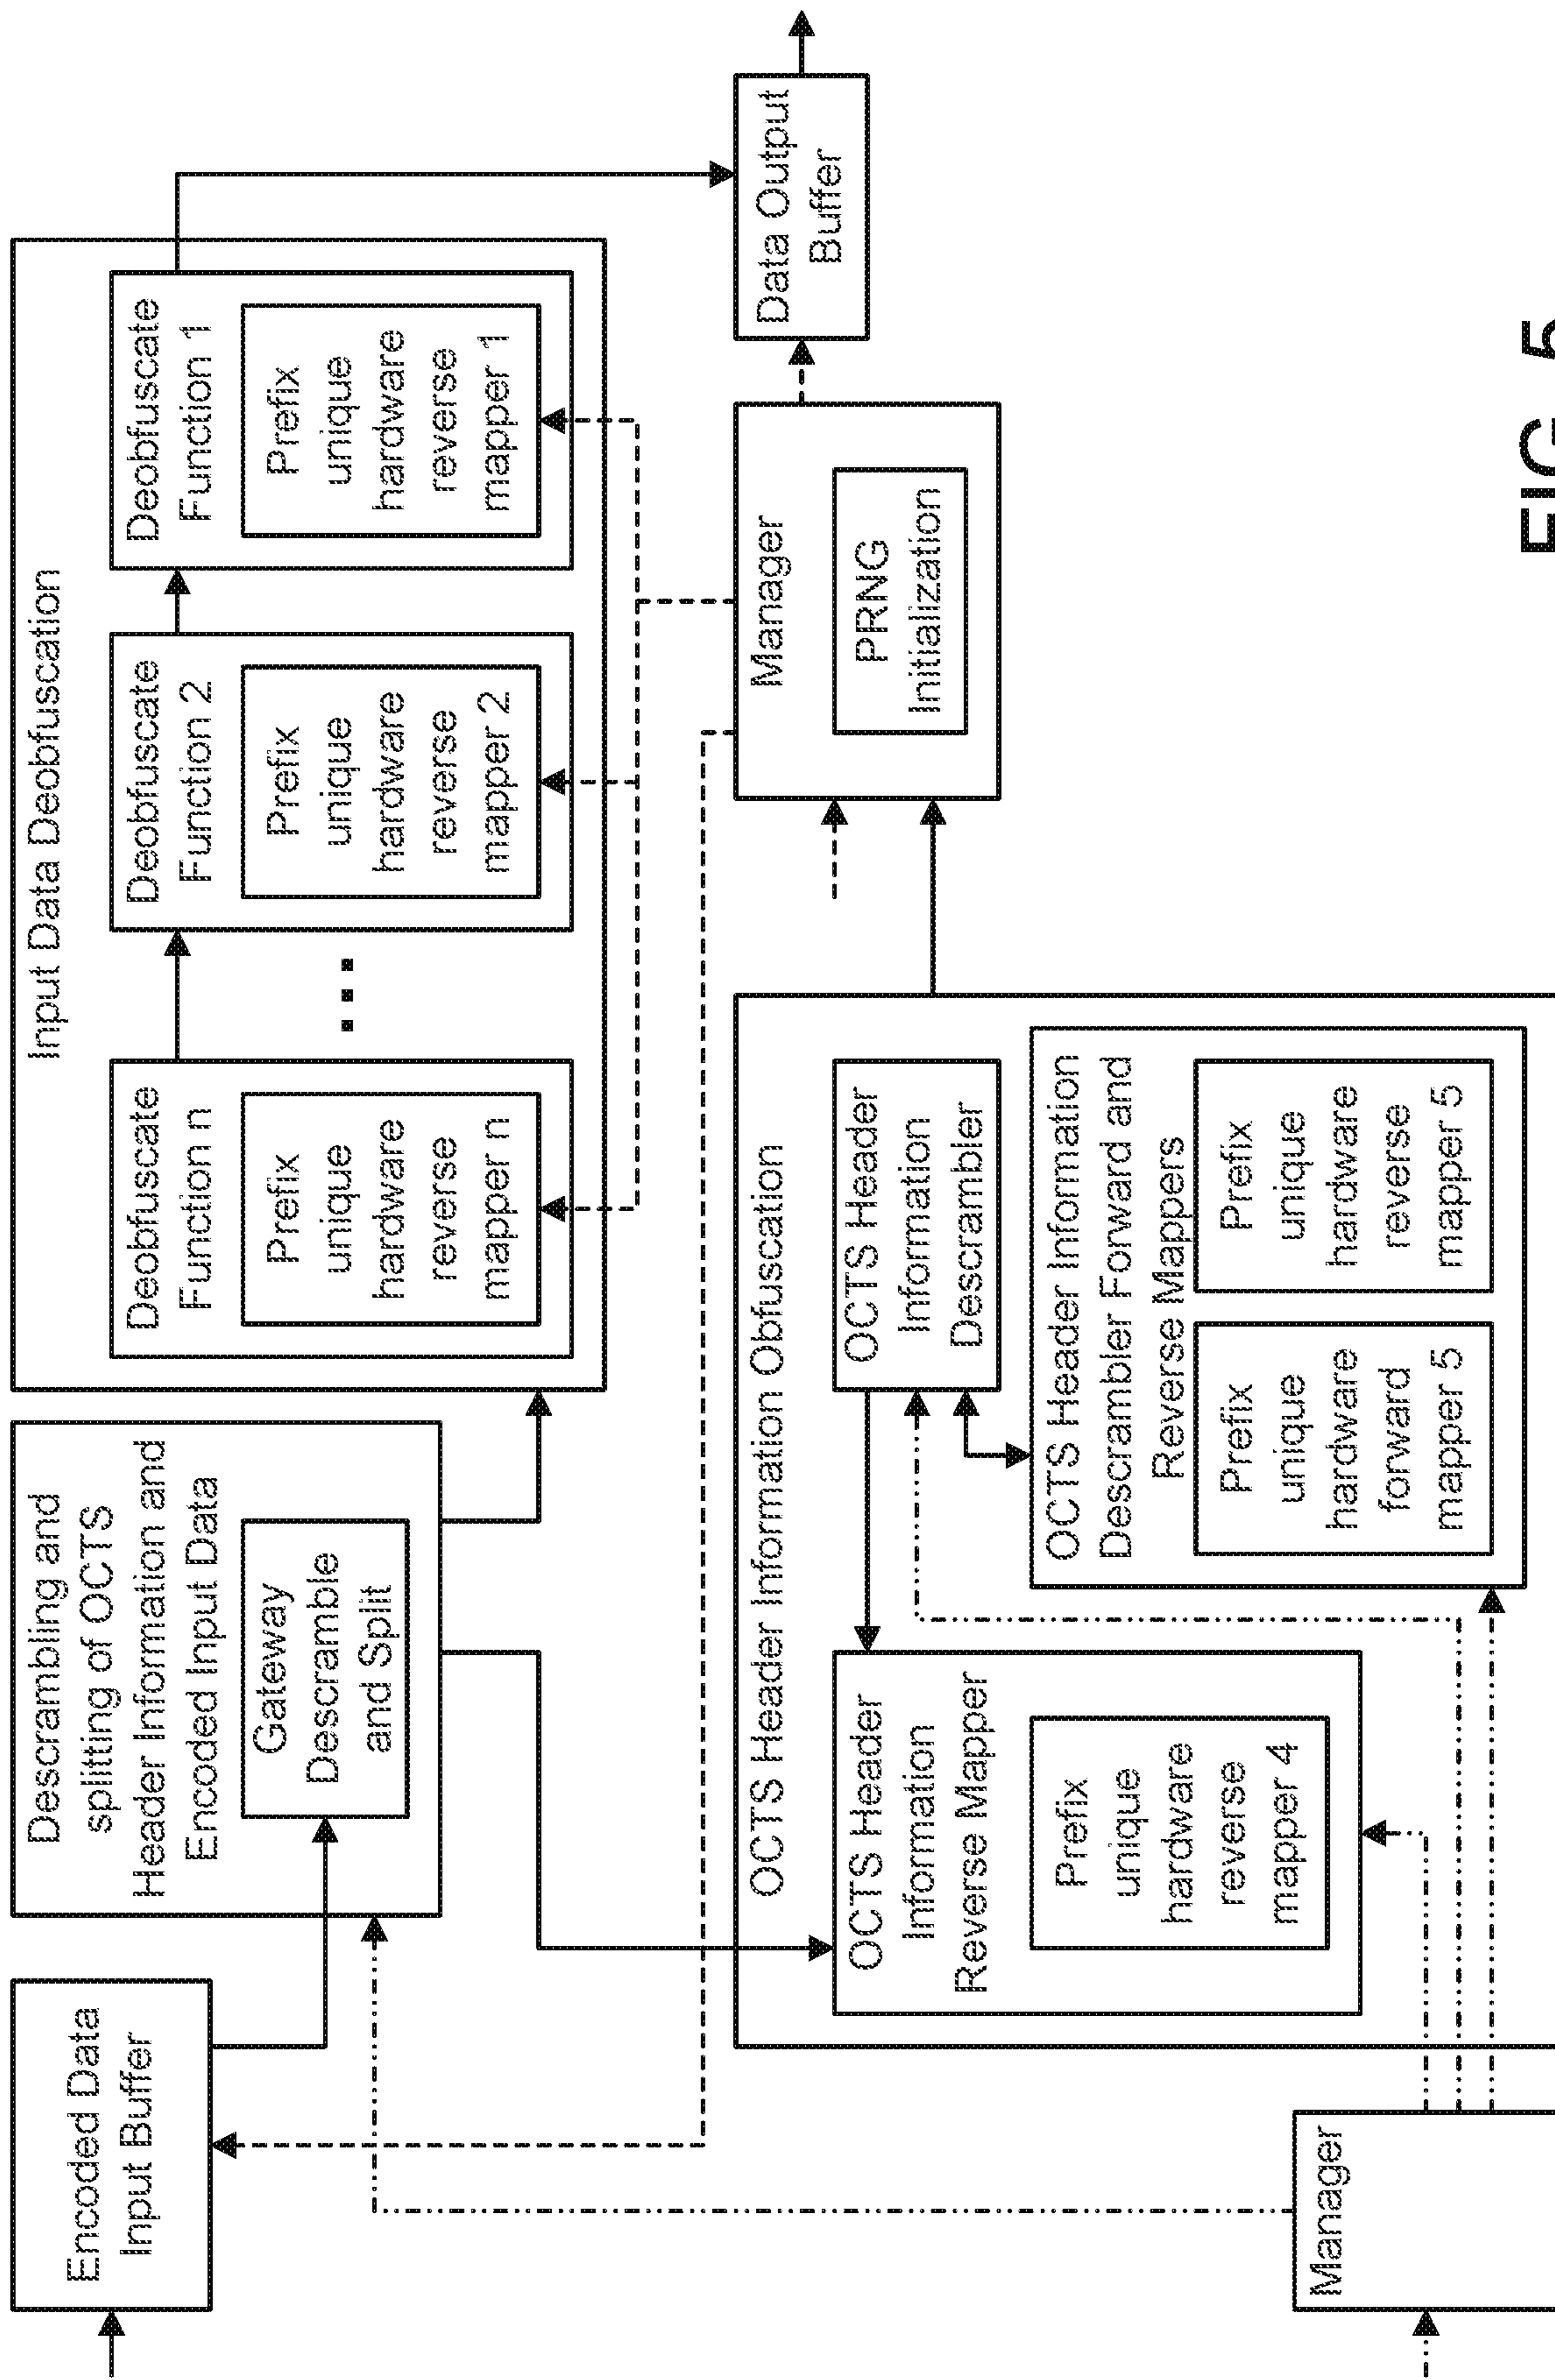 Encoded Data
Input Buffer
Descrambling and
splitting of OCTS
Header Information and
Encoded Input Data
Gateway
Descramble
and Split
Input Data Deobfuscation
Deobfuscate
Function n
Prefix
unique
hardware
reverse
mapper n
...
Deobfuscate
Function 2
Prefix
unique
hardware
reverse
mapper 2
Deobfuscate
Function 1
Prefix
unique
hardware
reverse
mapper 1
OCTS Header Information Obfuscation
OCTS Header
Information
Reverse Mapper
Prefix
unique
hardware
reverse
mapper 4
OCTS Header
Information
Descrambler
OCTS Header Information
Descrambler Forward and
Reverse Mappers
Prefix
unique
hardware
forward
mapper 5
Prefix
unique
hardware
reverse
mapper 5
Manager
PRNG
Initialization
Data Output
Buffer
Manager
FIG. 5